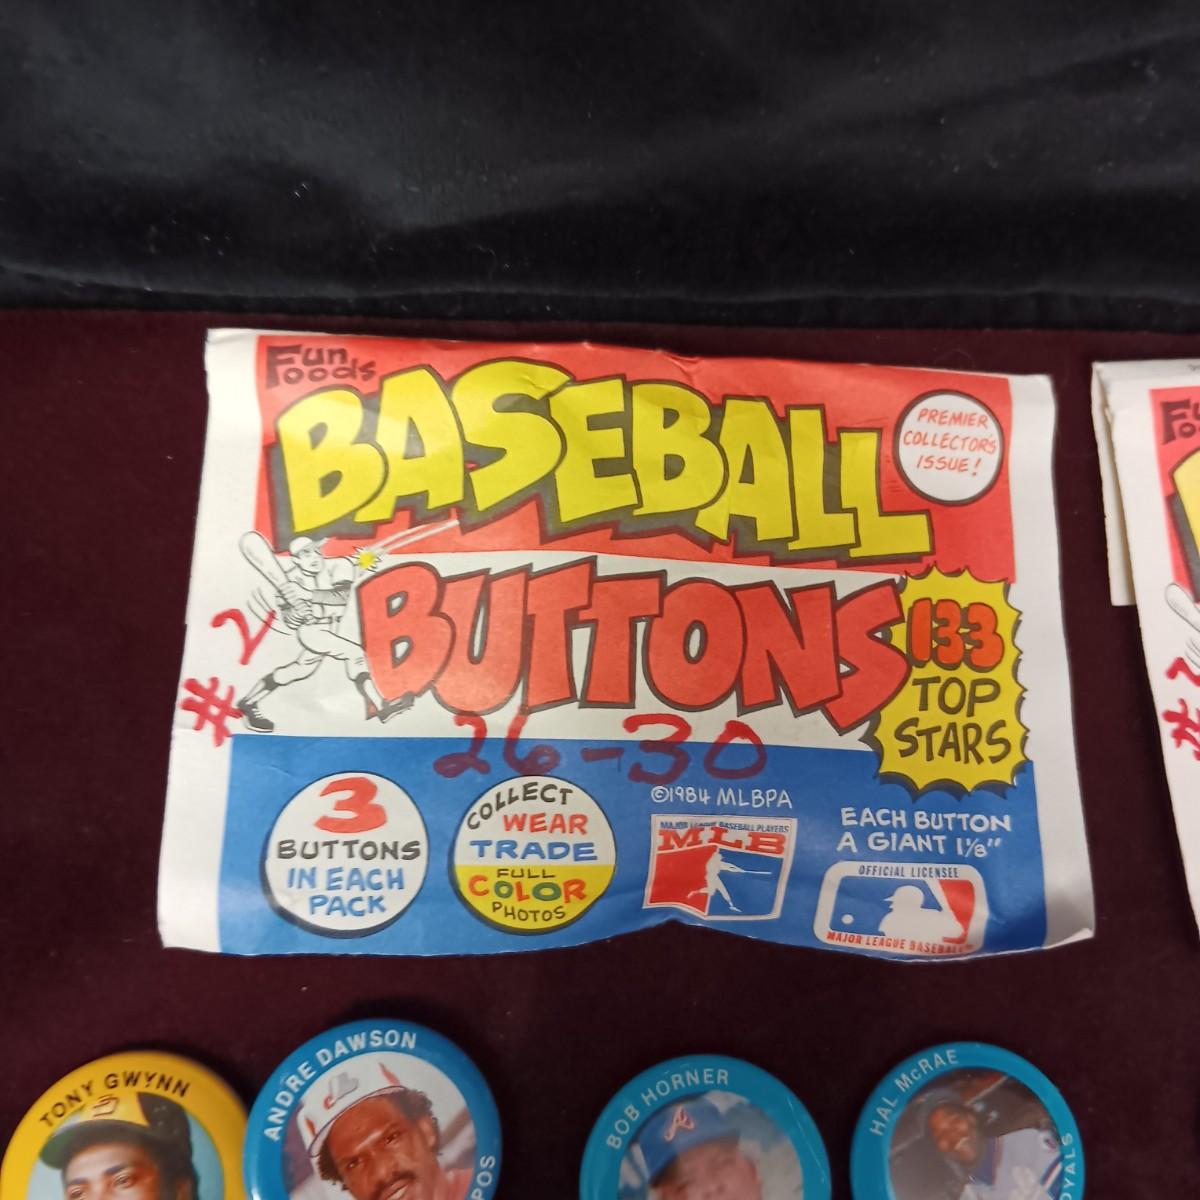 Fun Foods
BASEBALL
PREMIER
COLLECTOR'S
ISSUE!
BUTTONS
133
TOP
STARS
#2
26-30
3
BUTTONS
IN EACH
PACK
COLLECT
WEAR
TRADE
FULL
COLOR
PHOTOS
©1984 MLBPA
MAJOR LEAGUE BASEBALL PLAYERS
MLB
EACH BUTTON
A GIANT 1⅛"
OFFICIAL LICENSEE
MAJOR LEAGUE BASEBALL
#2
TONY GWYNN
ANDRE DAWSON
BOB HORNER
HAL McRAE